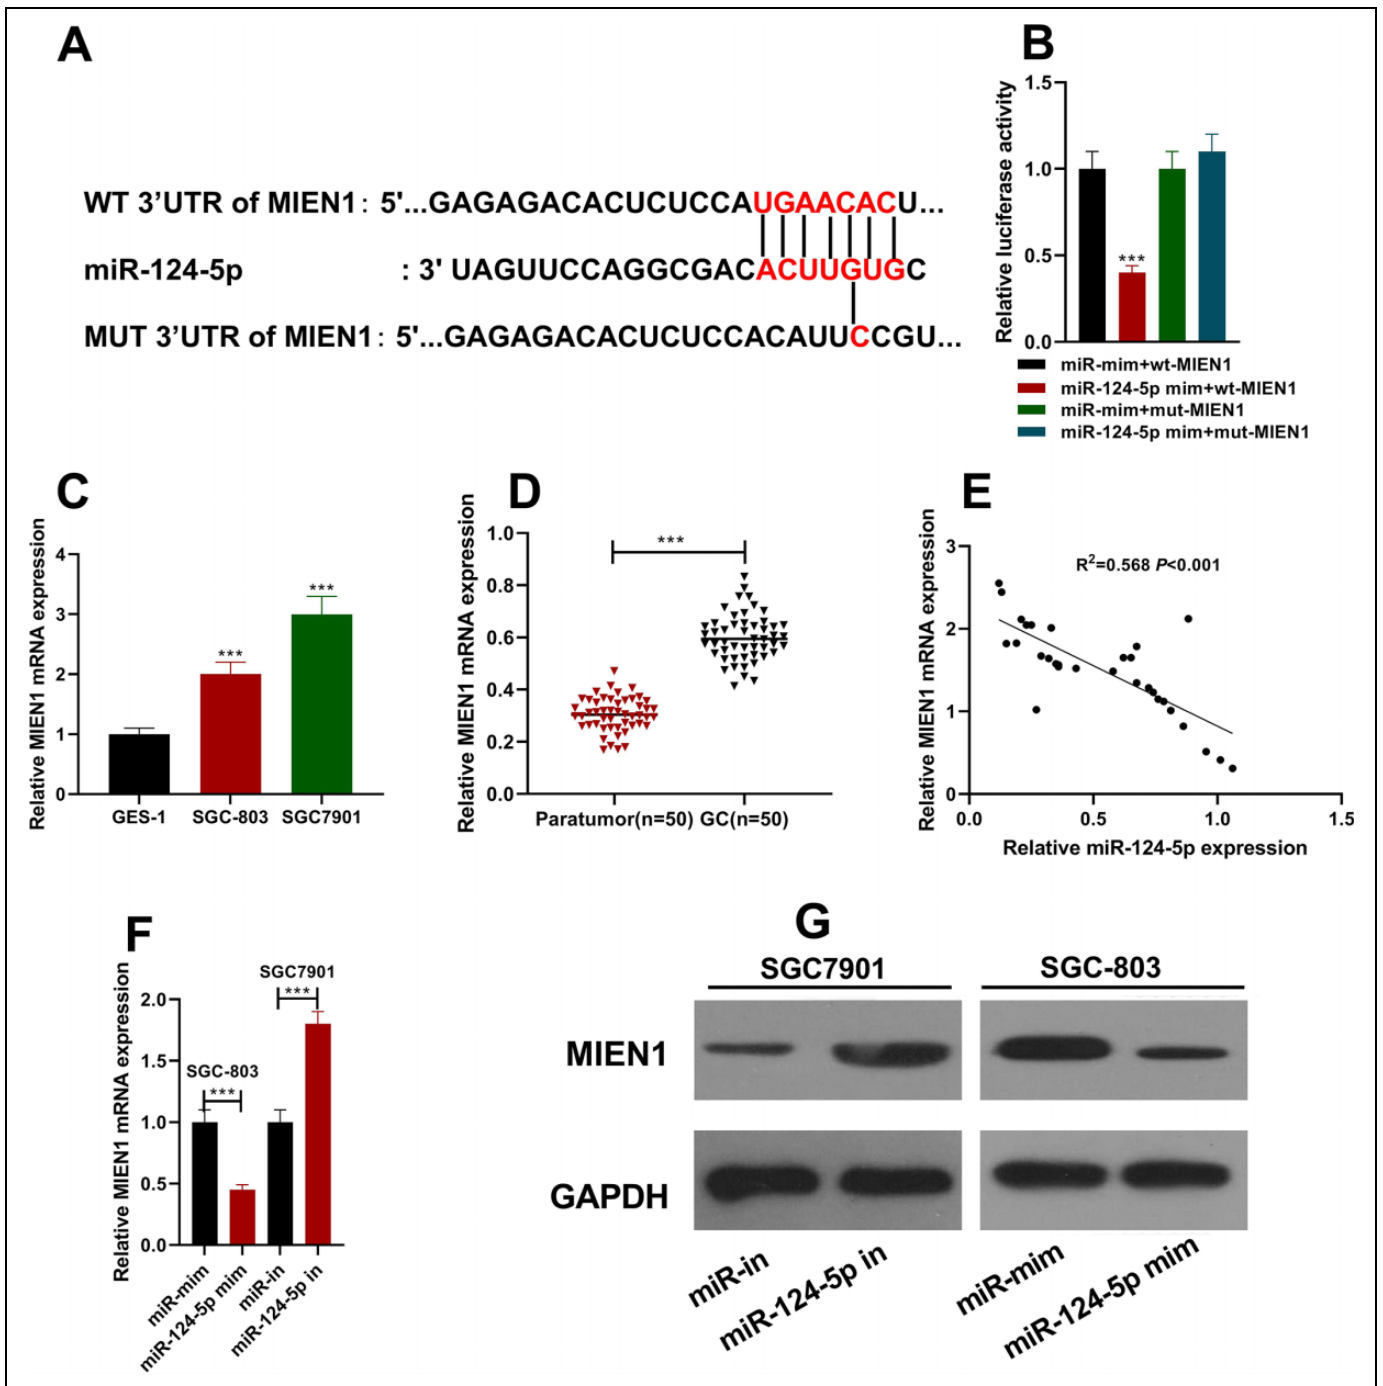 A
WT 3’UTR of MIEN1: 5'...GAGAGACACUCUCCAUGAACACU...
miR-124-5p : 3' UAGUUCCAGGCGACACUUGUGC
MUT 3’UTR of MIEN1: 5'...GAGAGACACUCUCCACAUUCCGU...
B
Relative luciferase activity
1.5
1.0
0.5
0.0
***
miR-mim+wt-MIEN1
miR-124-5p mim+wt-MIEN1
miR-mim+mut-MIEN1
miR-124-5p mim+mut-MIEN1
C
Relative MIEN1 mRNA expression
4
3
2
1
0
***
***
GES-1 SGC-803 SGC7901
D
Relative MIEN1 mRNA expression
1.0
0.8
0.6
0.4
0.2
0.0
***
Paratumor(n=50) GC(n=50)
E
Relative MIEN1 mRNA expression
3
2
1
0
R²=0.568 P<0.001
0.0 0.5 1.0 1.5
Relative miR-124-5p expression
F
Relative MIEN1 mRNA expression
2.0
1.5
1.0
0.5
0.0
SGC7901
***
SGC-803
***
miR-mim
miR-124-5p mim
miR-in
miR-124-5p in
G
SGC7901 SGC-803
MIEN1
GAPDH
miR-in
miR-124-5p in
miR-mim
miR-124-5p mim